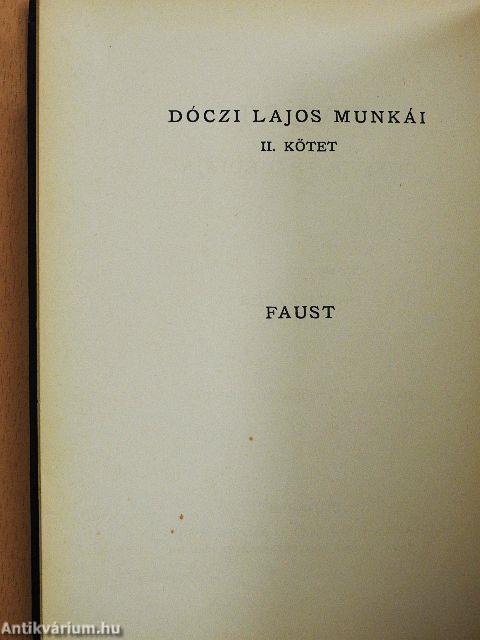 DÓCZI LAJOS MUNKÁI
II. KÖTET
FAUST
Antikvárium.hu